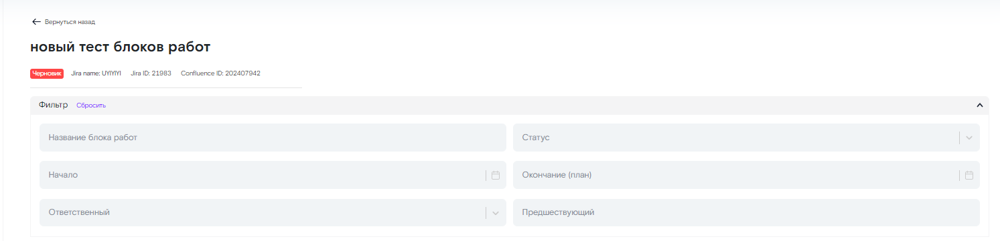 Вернуться назад
новый тест блоков работ
Черновик Jira name: UYIYIYI Jira ID: 21983 Confluence ID: 202407942
Фильтр Сбросить
Название блока работ Статус
Начало Окончание (план)
Ответственный Предшествующий